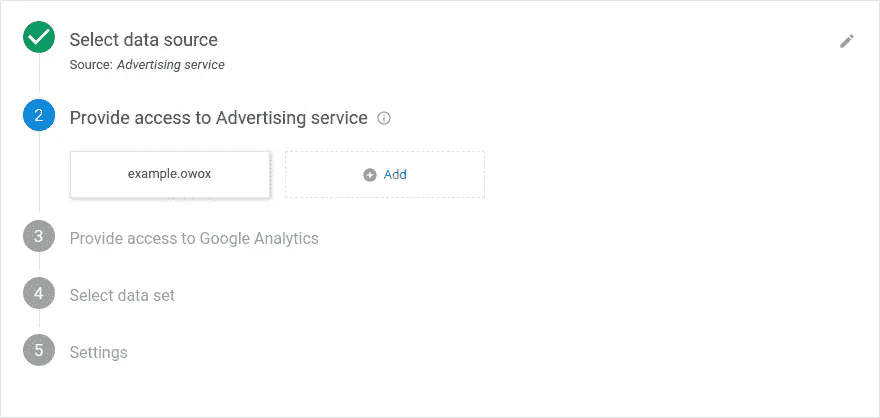 Select data source
Source: Advertising service
2 Provide access to Advertising service
example.owox
Add
3 Provide access to Google Analytics
4 Select data set
5 Settings